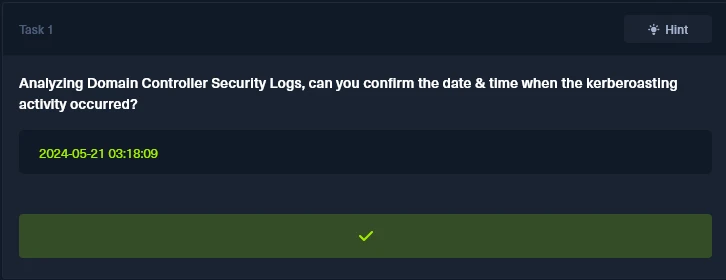 Task 1
Hint
Analyzing Domain Controller Security Logs, can you confirm the date & time when the kerberoasting
activity occurred?
2024-05-21 03:18:09